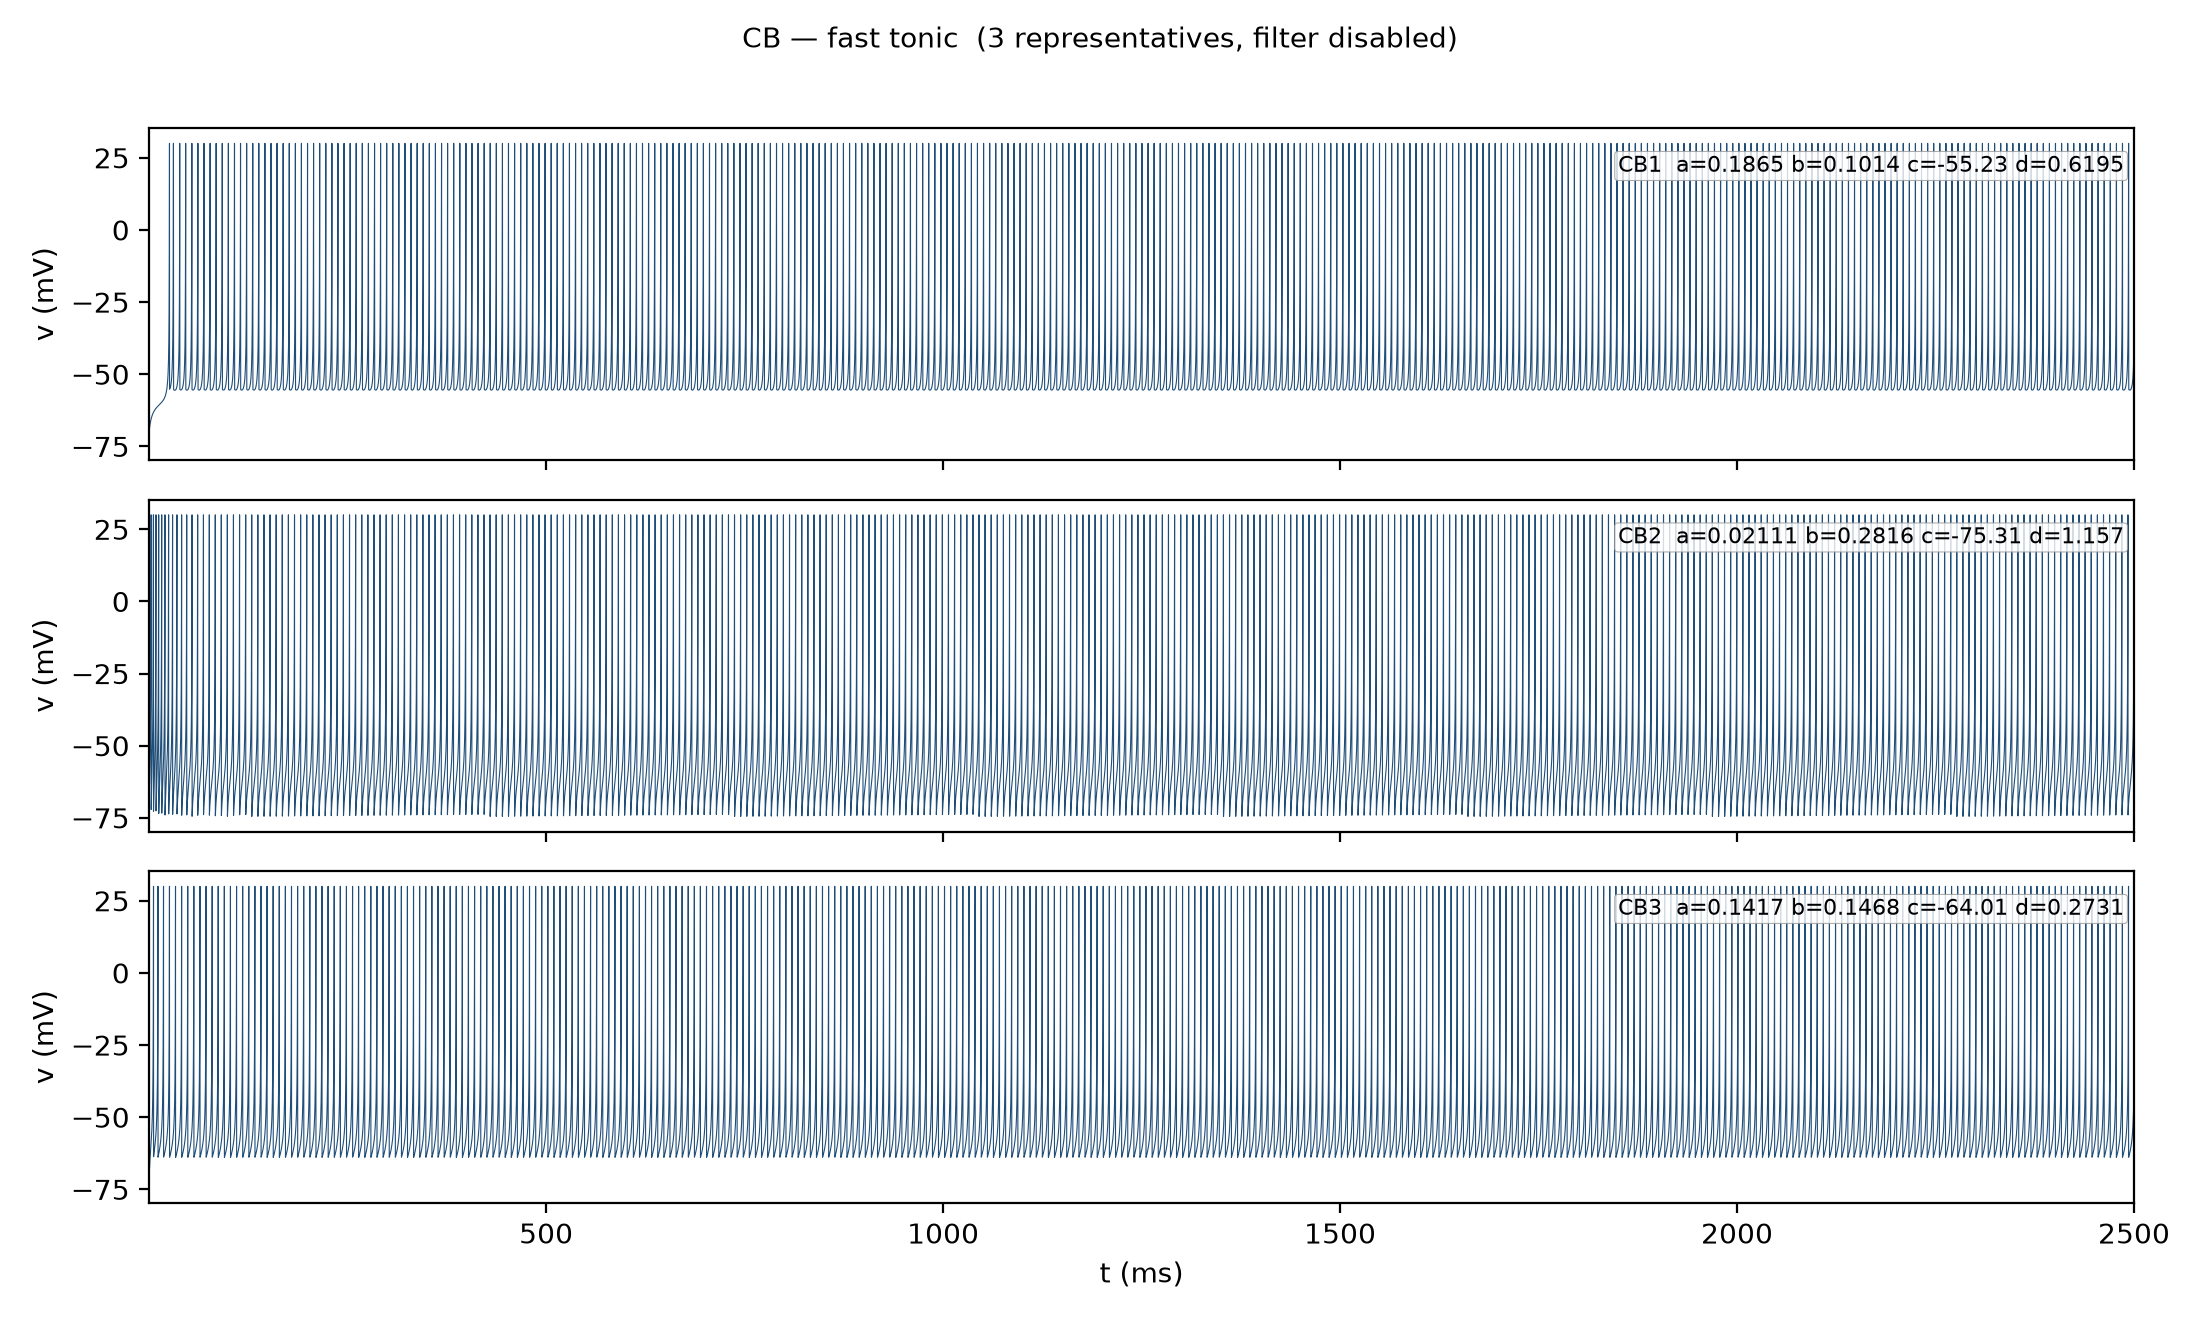 CB — fast tonic  (3 representatives, filter disabled)
25
0
−25
−50
−75
v (mV)
CB1  a=0.1865 b=0.1014 c=-55.23 d=0.6195
25
0
−25
−50
−75
v (mV)
CB2  a=0.02111 b=0.2816 c=-75.31 d=1.157
25
0
−25
−50
−75
v (mV)
CB3  a=0.1417 b=0.1468 c=-64.01 d=0.2731
500 1000 1500 2000 2500
t (ms)